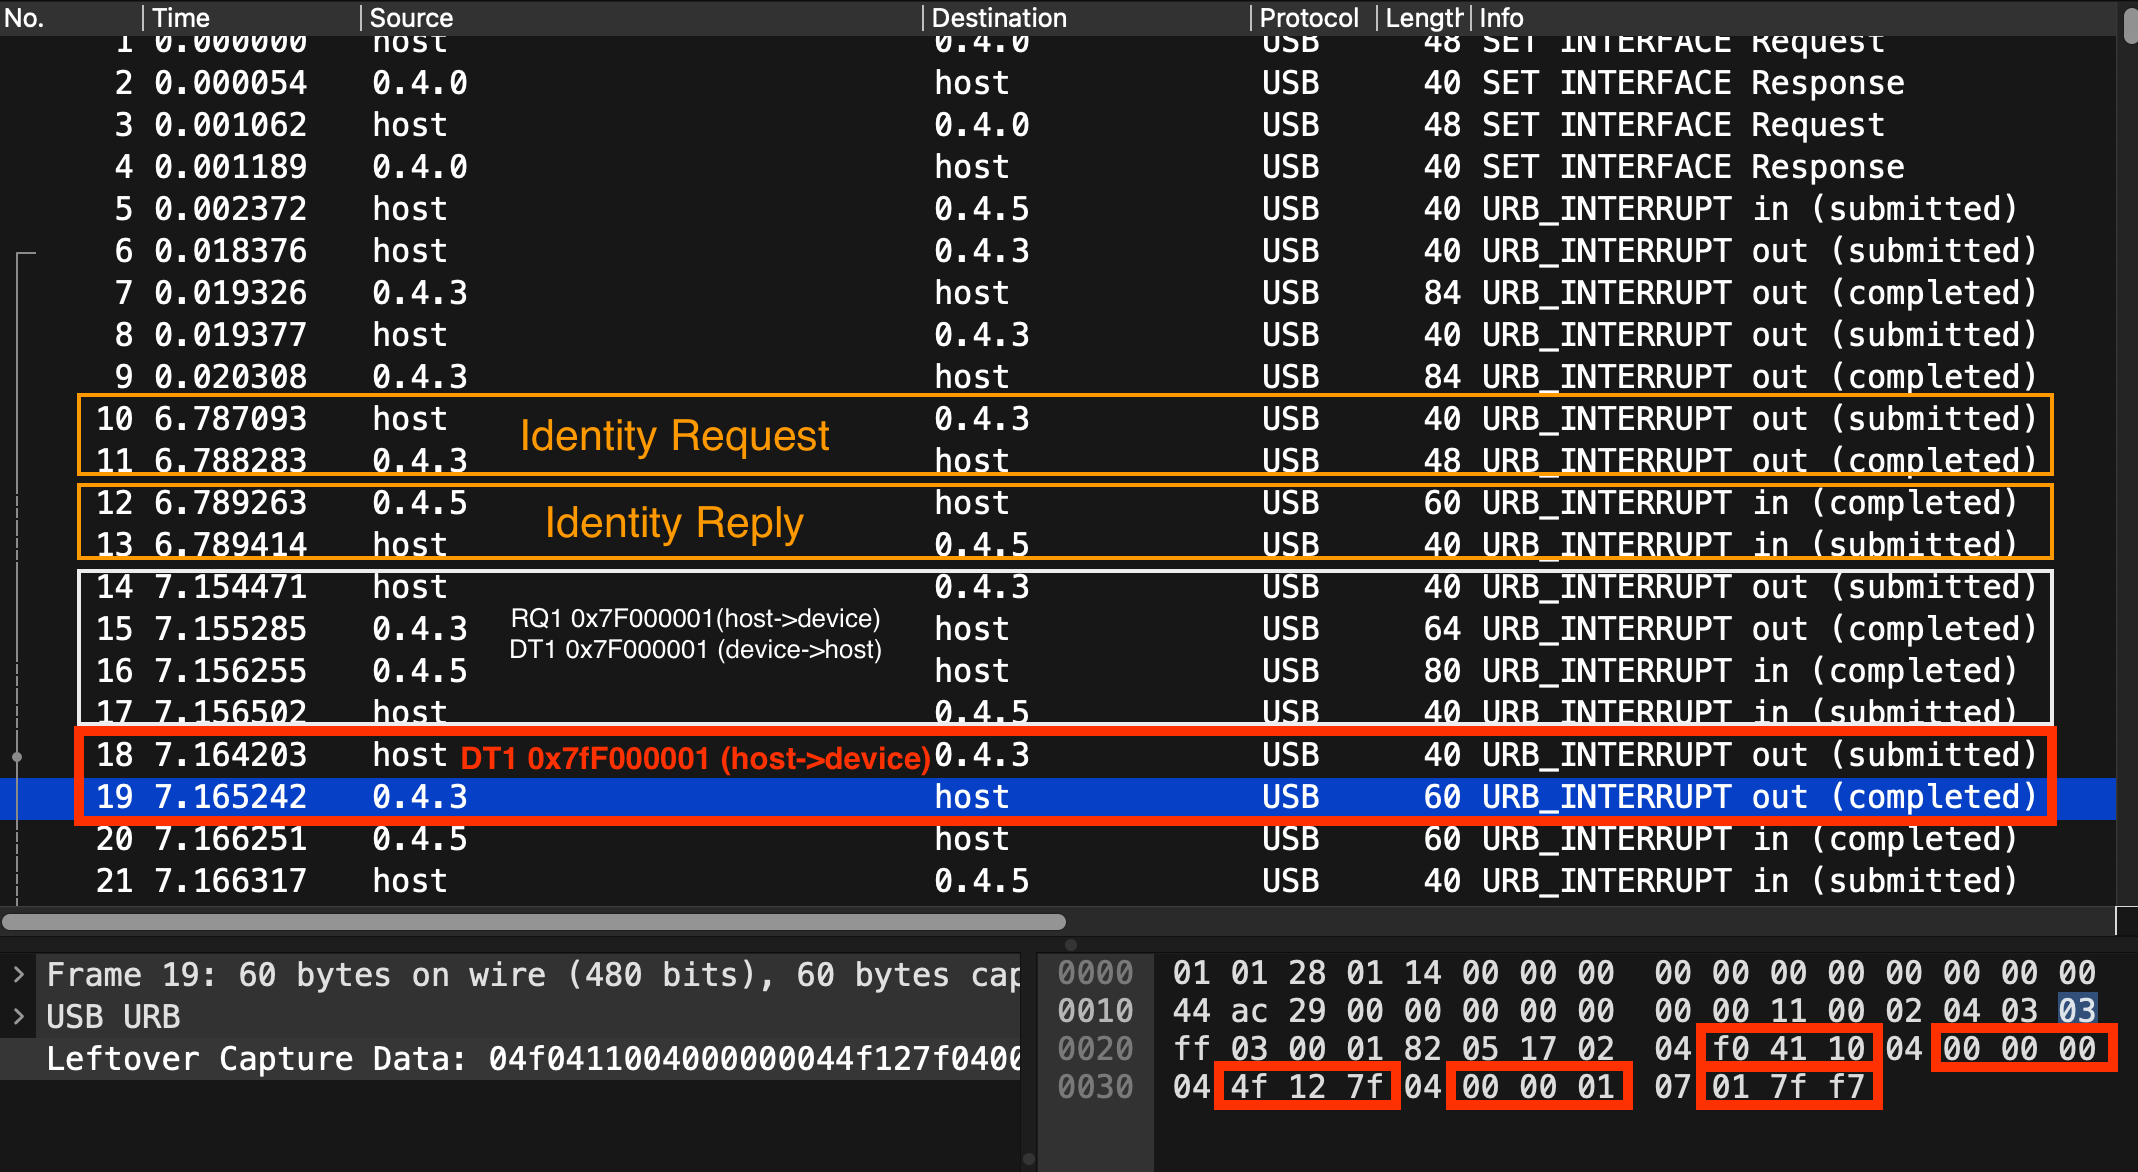 No. Time Source Destination Protocol Length Info
1 0.000000 host 0.4.0 USB 48 SET INTERFACE Request
2 0.000054 0.4.0 host USB 40 SET INTERFACE Response
3 0.001062 host 0.4.0 USB 48 SET INTERFACE Request
4 0.001189 0.4.0 host USB 40 SET INTERFACE Response
5 0.002372 host 0.4.5 USB 40 URB_INTERRUPT in (submitted)
6 0.018376 host 0.4.3 USB 40 URB_INTERRUPT out (submitted)
7 0.019326 0.4.3 host USB 84 URB_INTERRUPT out (completed)
8 0.019377 host 0.4.3 USB 40 URB_INTERRUPT out (submitted)
9 0.020308 0.4.3 host USB 84 URB_INTERRUPT out (completed)
10 6.787093 host 0.4.3 USB 40 URB_INTERRUPT out (submitted)
Identity Request
11 6.788283 0.4.3 host USB 48 URB_INTERRUPT out (completed)
12 6.789263 0.4.5 host USB 60 URB_INTERRUPT in (completed)
Identity Reply
13 6.789414 host 0.4.5 USB 40 URB_INTERRUPT in (submitted)
14 7.154471 host 0.4.3 USB 40 URB_INTERRUPT out (submitted)
RQ1 0x7F000001(host->device)
15 7.155285 0.4.3 host USB 64 URB_INTERRUPT out (completed)
DT1 0x7F000001 (device->host)
16 7.156255 0.4.5 host USB 80 URB_INTERRUPT in (completed)
17 7.156502 host 0.4.5 USB 40 URB_INTERRUPT in (submitted)
18 7.164203 host DT1 0x7fF000001 (host->device) 0.4.3 USB 40 URB_INTERRUPT out (submitted)
19 7.165242 0.4.3 host USB 60 URB_INTERRUPT out (completed)
20 7.166251 0.4.5 host USB 60 URB_INTERRUPT in (completed)
21 7.166317 host 0.4.5 USB 40 URB_INTERRUPT in (submitted)
Frame 19: 60 bytes on wire (480 bits), 60 bytes cap
USB URB
Leftover Capture Data: 04f0411004000000044f127f0400
0000 01 01 28 01 14 00 00 00 00 00 00 00 00 00 00 00
0010 44 ac 29 00 00 00 00 00 00 00 11 00 02 04 03 03
0020 ff 03 00 01 82 05 17 02 04 f0 41 10 04 00 00 00
0030 04 4f 12 7f 04 00 00 01 07 01 7f f7